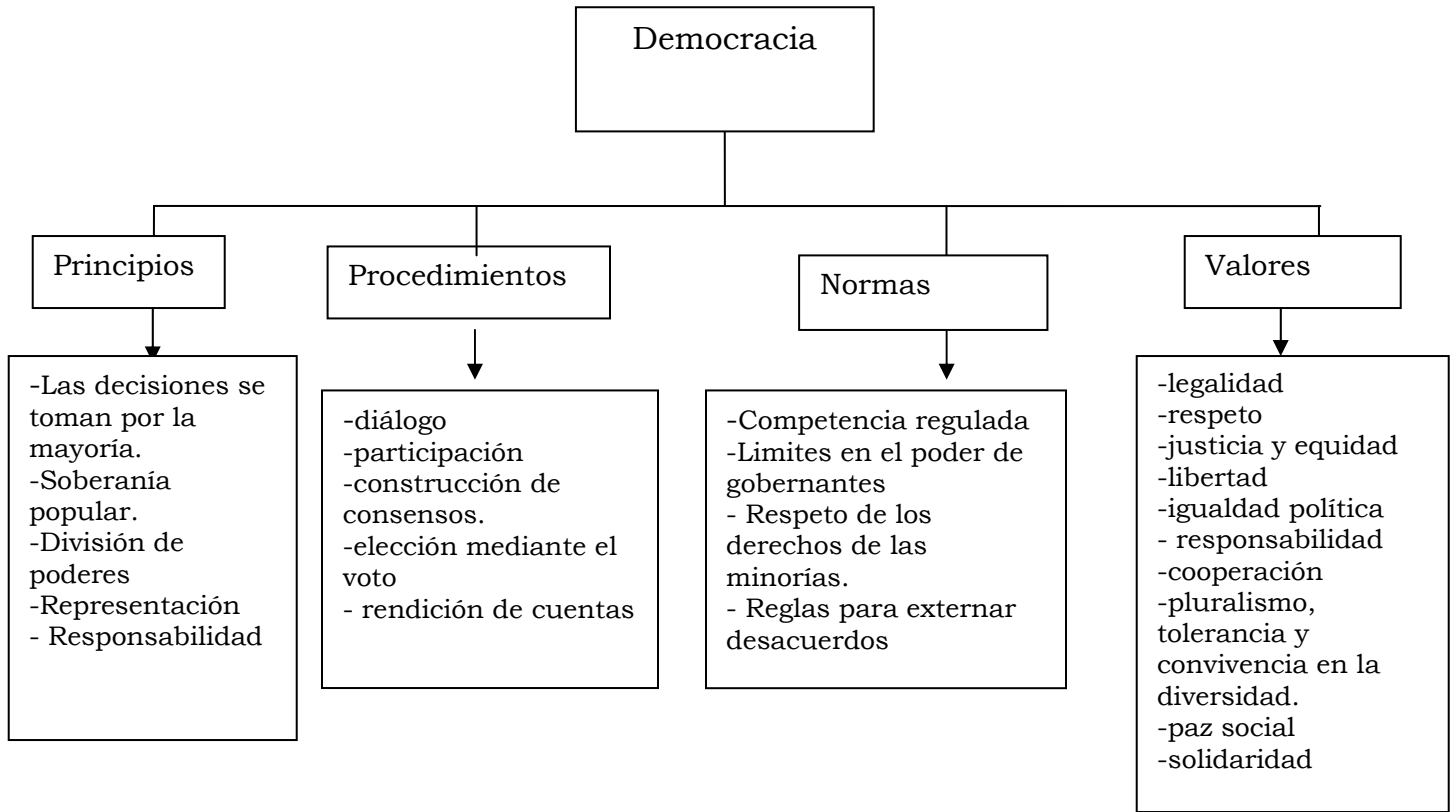 Democracia
Principios
Procedimientos
Normas
Valores
-Las decisiones se
toman por la
mayoría.
-Soberanía
popular.
-División de
poderes
-Representación
- Responsabilidad
-diálogo
-participación
-construcción de
consensos.
-elección mediante el
voto
- rendición de cuentas
-Competencia regulada
-Limites en el poder de
gobernantes
- Respeto de los
derechos de las
minorías.
- Reglas para externar
desacuerdos
-legalidad
-respeto
-justicia y equidad
-libertad
-igualdad política
- responsabilidad
-cooperación
-pluralismo,
tolerancia y
convivencia en la
diversidad.
-paz social
-solidaridad